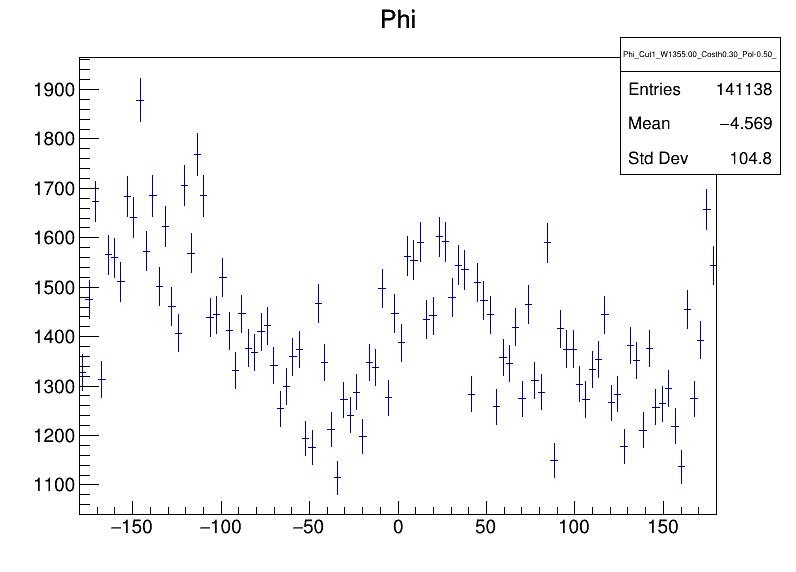 Phi
Phi_Cut1_W1355.00_Costh0.30_Pol-0.50_
Entries 141138
Mean −4.569
Std Dev 104.8
1900
1800
1700
1600
1500
1400
1300
1200
1100
−150 −100 −50 0 50 100 150